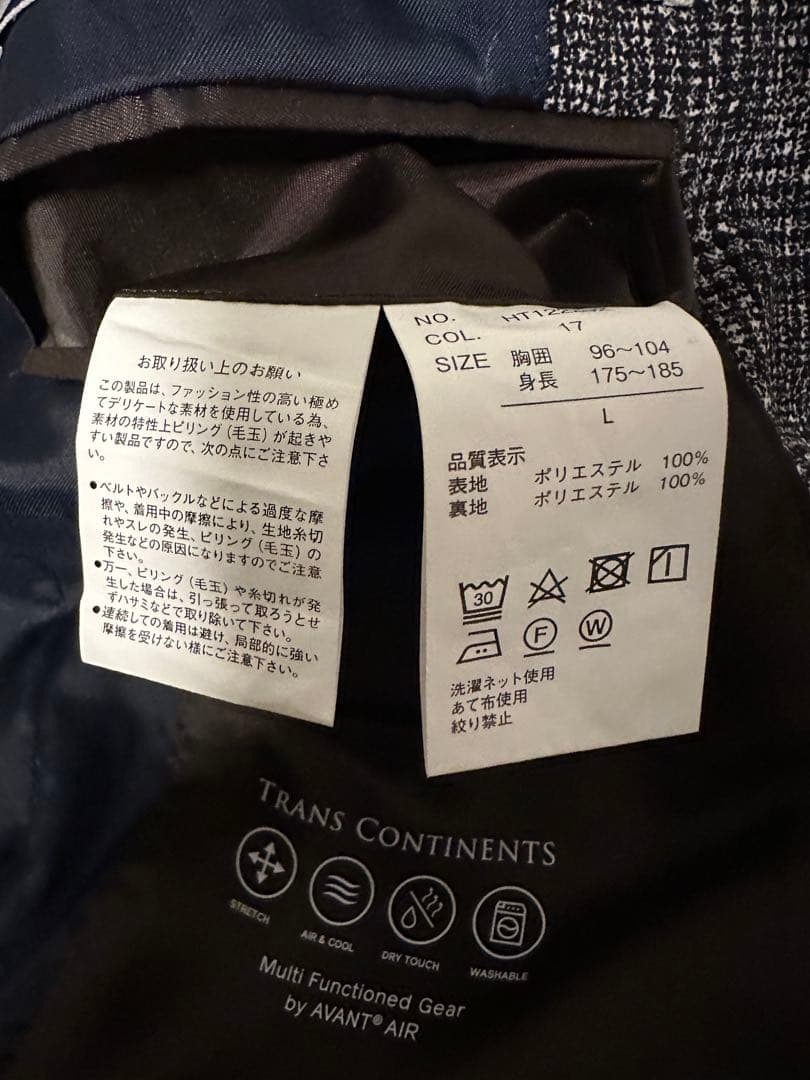 お取り扱い上のお願い
この製品は、ファッション性の高い極め
てデリケートな素材を使用している為、
素材の特性上ピリング(毛玉)が起きや
すい製品ですので、次の点にご注意下さ
い。
●ベルトやバックルなどによる過度な摩
擦や、着用中の摩擦により、生地糸切
れやスレの発生、ピリング(毛玉)の
発生などの原因になりますのでご注意
下さい。
●万一、ピリング(毛玉)や糸切れが発
生した場合は、引っ張って取ろうとせ
ずハサミなどで取り除いて下さい。
●連続しての着用は避け、局部的に強い
摩擦を受けない様にご注意下さい。
NO.
COL. 17
SIZE 胸囲 96〜104
身長 175〜185
L
品質表示
表地 ポリエステル 100%
裏地 ポリエステル 100%
30
F W
洗濯ネット使用
あて布使用
絞り禁止
TRANS CONTINENTS
STRETCH AIR & COOL DRY TOUCH WASHABLE
Multi Functioned Gear
by AVANT® AIR